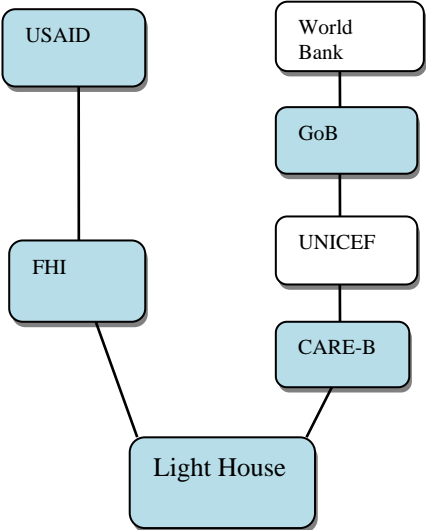 USAID
World
Bank
GoB
UNICEF
FHI
CARE-B
Light House